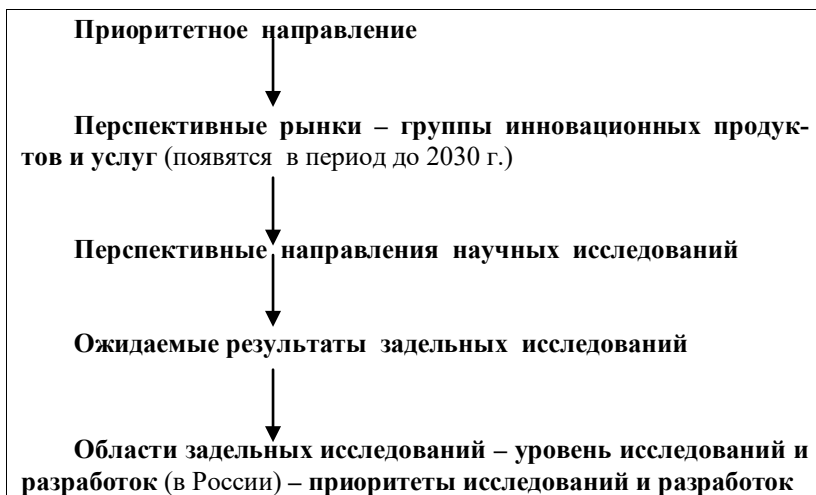 Приоритетное направление
Перспективные рынки – группы инновационных продук-
тов и услуг (появятся в период до 2030 г.)
Перспективные направления научных исследований
Ожидаемые результаты задельных исследований
Области задельных исследований – уровень исследований и
разработок (в России) – приоритеты исследований и разработок